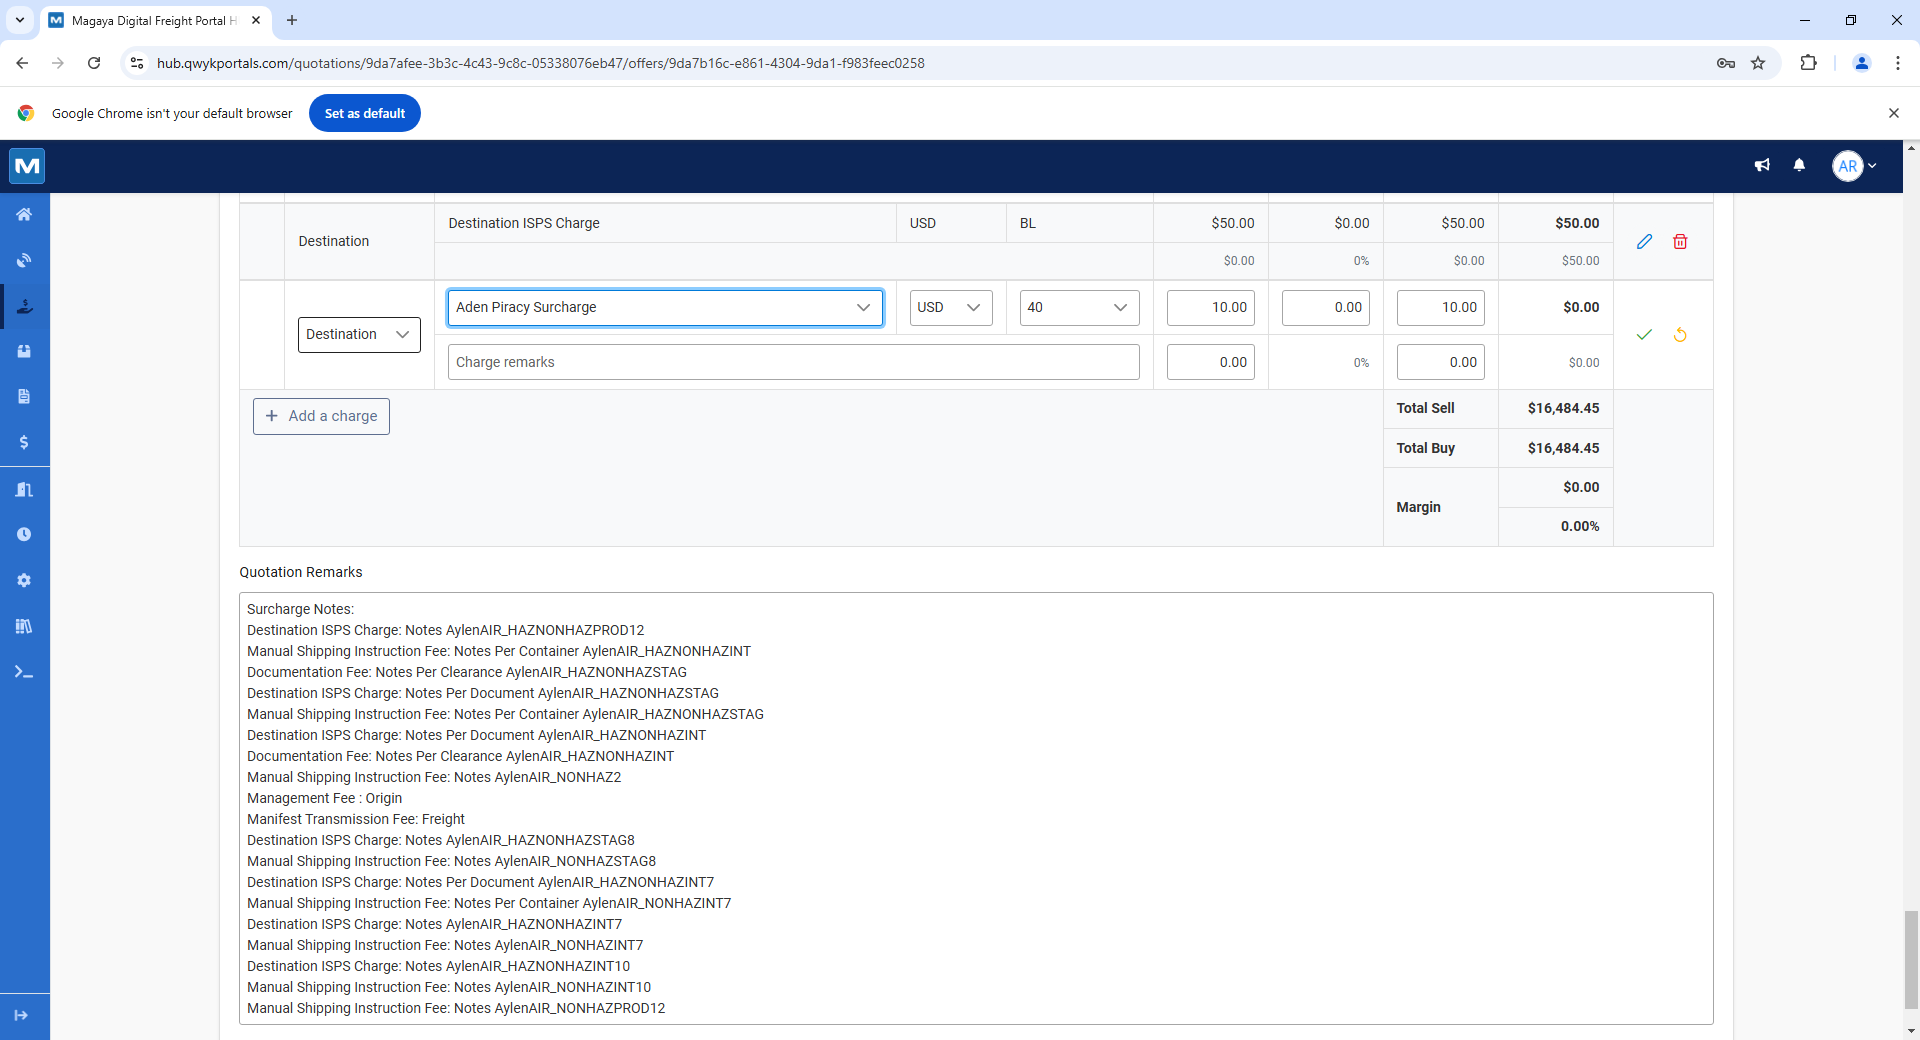 Magaya Digital Freight Portal H
hub.qwykportals.com/quotations/9da7afee-3b3c-4c43-9c8c-05338076eb47/offers/9da7b16c-e861-4304-9da1-f983feec0258
Google Chrome isn't your default browser
Set as default
M
AR
Destination
Destination ISPS Charge USD BL $50.00 $0.00 $50.00 $50.00
$0.00 0% $0.00 $50.00
Destination
Aden Piracy Surcharge USD 40 10.00 0.00 10.00 $0.00
Charge remarks 0.00 0% 0.00 $0.00
Add a charge
Total Sell $16,484.45
Total Buy $16,484.45
Margin
$0.00
0.00%
Quotation Remarks
Surcharge Notes:
Destination ISPS Charge: Notes AylenAIR_HAZNONHAZPROD12
Manual Shipping Instruction Fee: Notes Per Container AylenAIR_HAZNONHAZINT
Documentation Fee: Notes Per Clearance AylenAIR_HAZNONHAZSTAG
Destination ISPS Charge: Notes Per Document AylenAIR_HAZNONHAZSTAG
Manual Shipping Instruction Fee: Notes Per Container AylenAIR_HAZNONHAZSTAG
Destination ISPS Charge: Notes Per Document AylenAIR_HAZNONHAZINT
Documentation Fee: Notes Per Clearance AylenAIR_HAZNONHAZINT
Manual Shipping Instruction Fee: Notes AylenAIR_NONHAZ2
Management Fee : Origin
Manifest Transmission Fee: Freight
Destination ISPS Charge: Notes AylenAIR_HAZNONHAZSTAG8
Manual Shipping Instruction Fee: Notes AylenAIR_NONHAZSTAG8
Destination ISPS Charge: Notes Per Document AylenAIR_HAZNONHAZINT7
Manual Shipping Instruction Fee: Notes Per Container AylenAIR_NONHAZINT7
Destination ISPS Charge: Notes AylenAIR_HAZNONHAZINT7
Manual Shipping Instruction Fee: Notes AylenAIR_NONHAZINT7
Destination ISPS Charge: Notes AylenAIR_HAZNONHAZINT10
Manual Shipping Instruction Fee: Notes AylenAIR_NONHAZINT10
Manual Shipping Instruction Fee: Notes AylenAIR_NONHAZPROD12